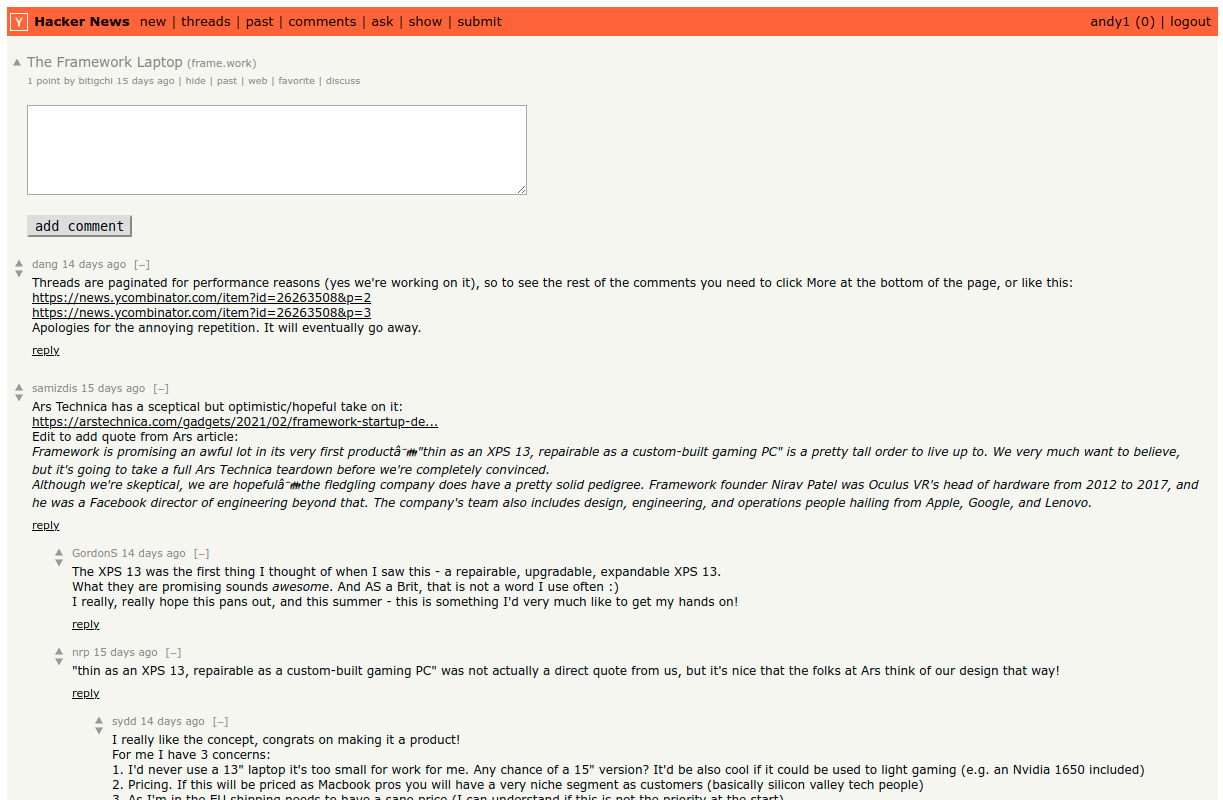 Y Hacker News new | threads | past | comments | ask | show | submit andy1 (0) | logout
The Framework Laptop (frame.work)
1 point by bitigchi 15 days ago | hide | past | web | favorite | discuss
add comment
dang 14 days ago [–]
Threads are paginated for performance reasons (yes we're working on it), so to see the rest of the comments you need to click More at the bottom of the page, or like this:
https://news.ycombinator.com/item?id=26263508&p=2
https://news.ycombinator.com/item?id=26263508&p=3
Apologies for the annoying repetition. It will eventually go away.
reply
samizdis 15 days ago [–]
Ars Technica has a sceptical but optimistic/hopeful take on it:
https://arstechnica.com/gadgets/2021/02/framework-startup-de...
Edit to add quote from Ars article:
Framework is promising an awful lot in its very first product "thin as an XPS 13, repairable as a custom-built gaming PC" is a pretty tall order to live up to. We very much want to believe,
but it's going to take a full Ars Technica teardown before we're completely convinced.
Although we're skeptical, we are hopeful the fledgling company does have a pretty solid pedigree. Framework founder Nirav Patel was Oculus VR's head of hardware from 2012 to 2017, and
he was a Facebook director of engineering beyond that. The company's team also includes design, engineering, and operations people hailing from Apple, Google, and Lenovo.
reply
GordonS 14 days ago [–]
The XPS 13 was the first thing I thought of when I saw this - a repairable, upgradable, expandable XPS 13.
What they are promising sounds awesome. And AS a Brit, that is not a word I use often :)
I really, really hope this pans out, and this summer - this is something I'd very much like to get my hands on!
reply
nrp 15 days ago [–]
"thin as an XPS 13, repairable as a custom-built gaming PC" was not actually a direct quote from us, but it's nice that the folks at Ars think of our design that way!
reply
sydd 14 days ago [–]
I really like the concept, congrats on making it a product!
For me I have 3 concerns:
1. I'd never use a 13" laptop it's too small for work for me. Any chance of a 15" version? It'd be also cool if it could be used to light gaming (e.g. an Nvidia 1650 included)
2. Pricing. If this will be priced as Macbook pros you will have a very niche segment as customers (basically silicon valley tech people)
3. As I'm in the EU shipping needs to have a sane price (I can understand if this is not the priority at the start)